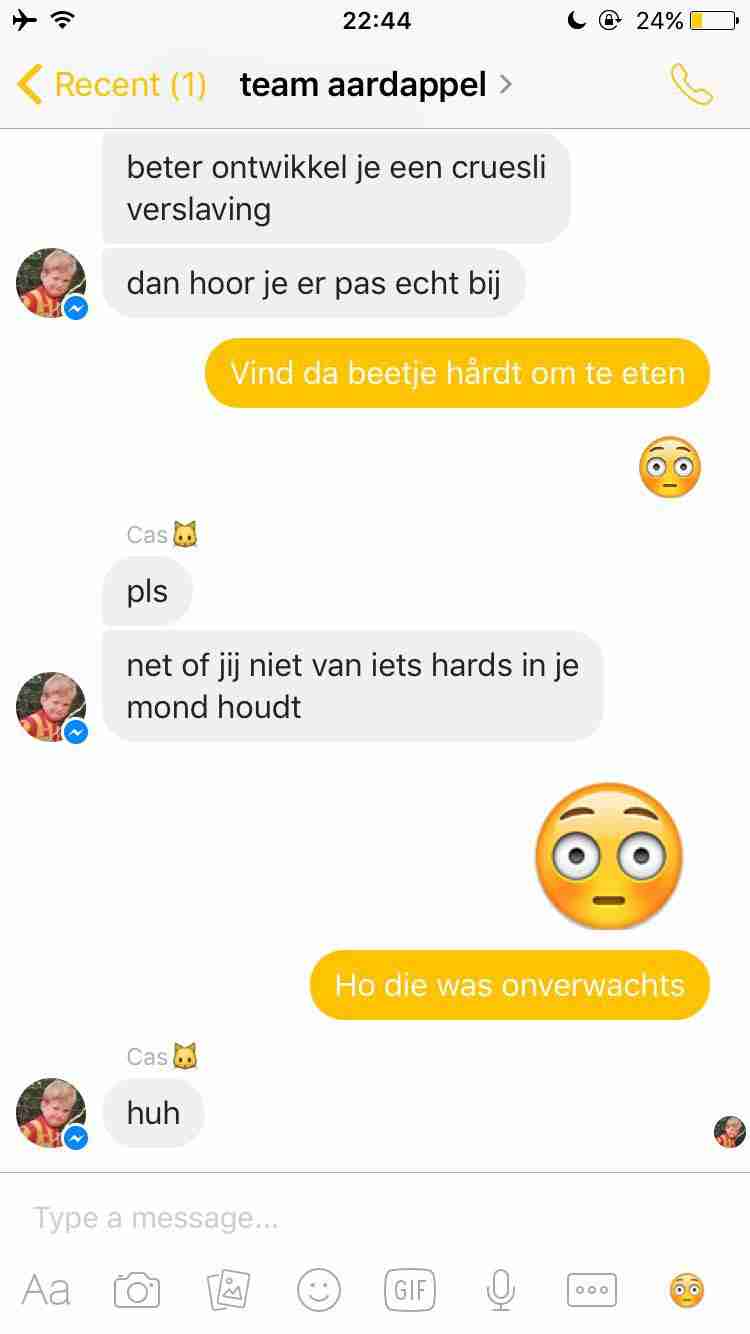 22:44
24%
Recent (1)
team aardappel
beter ontwikkel je een cruesli
verslaving
dan hoor je er pas echt bij
Vind da beetje hårdt om te eten
Cas
pls
net of jij niet van iets hards in je
mond houdt
Ho die was onverwachts
Cas
huh
Type a message...
Aa
GIF